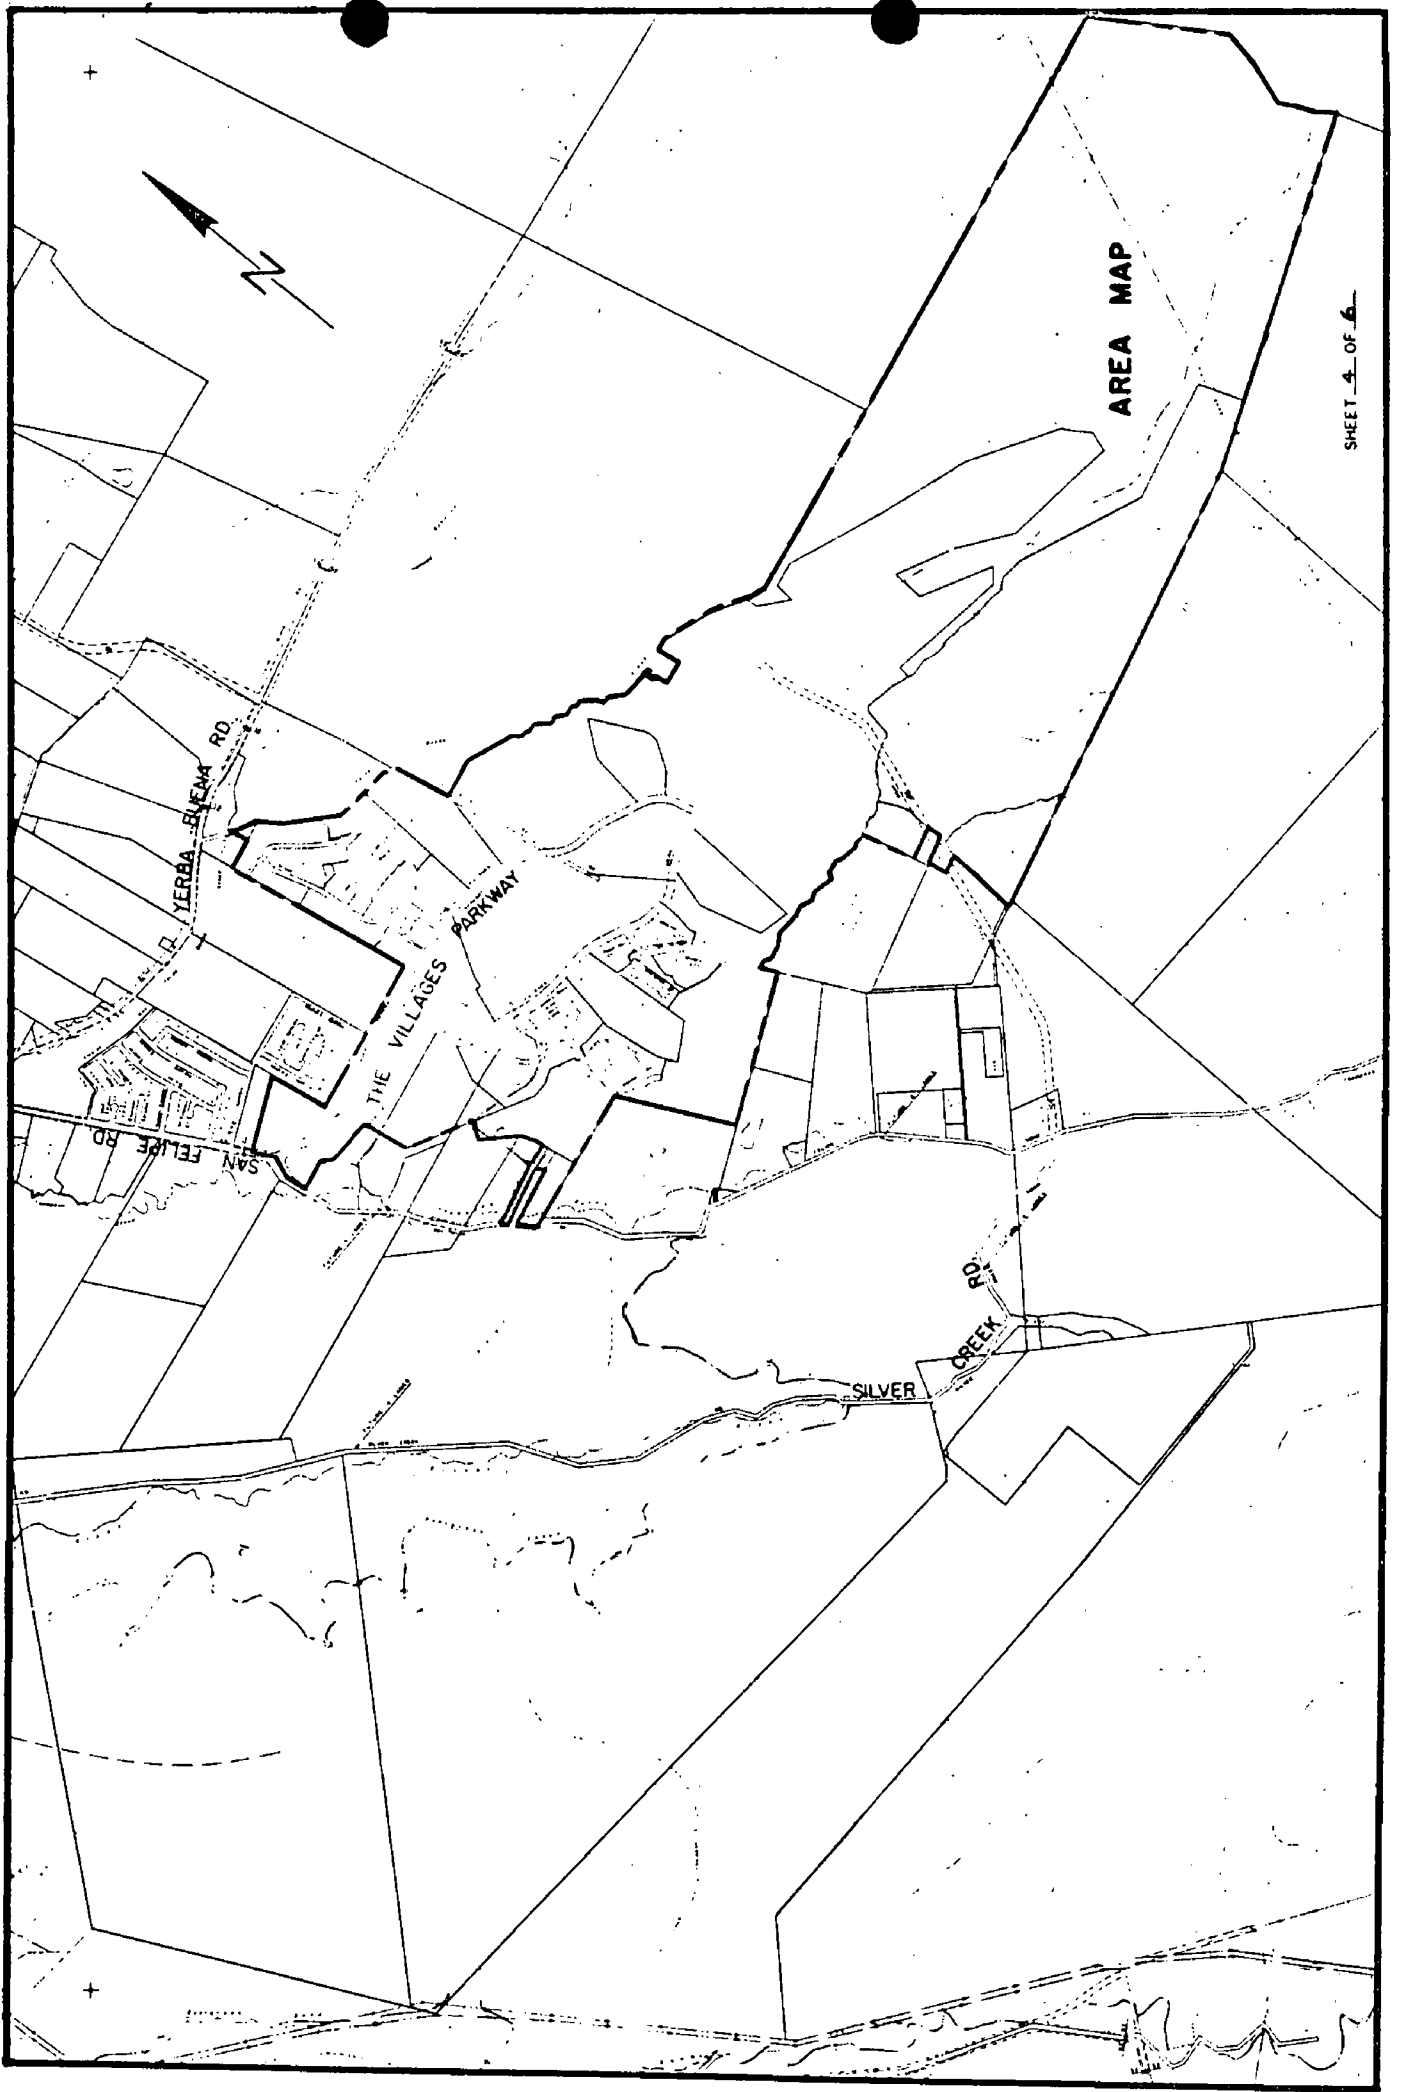 AREA MAP
SHEET 4 OF 6
N
YERBA BUENA RD
THE VILLAGES PARKWAY
SAN FELIPE RD.
SILVER CREEK RD.